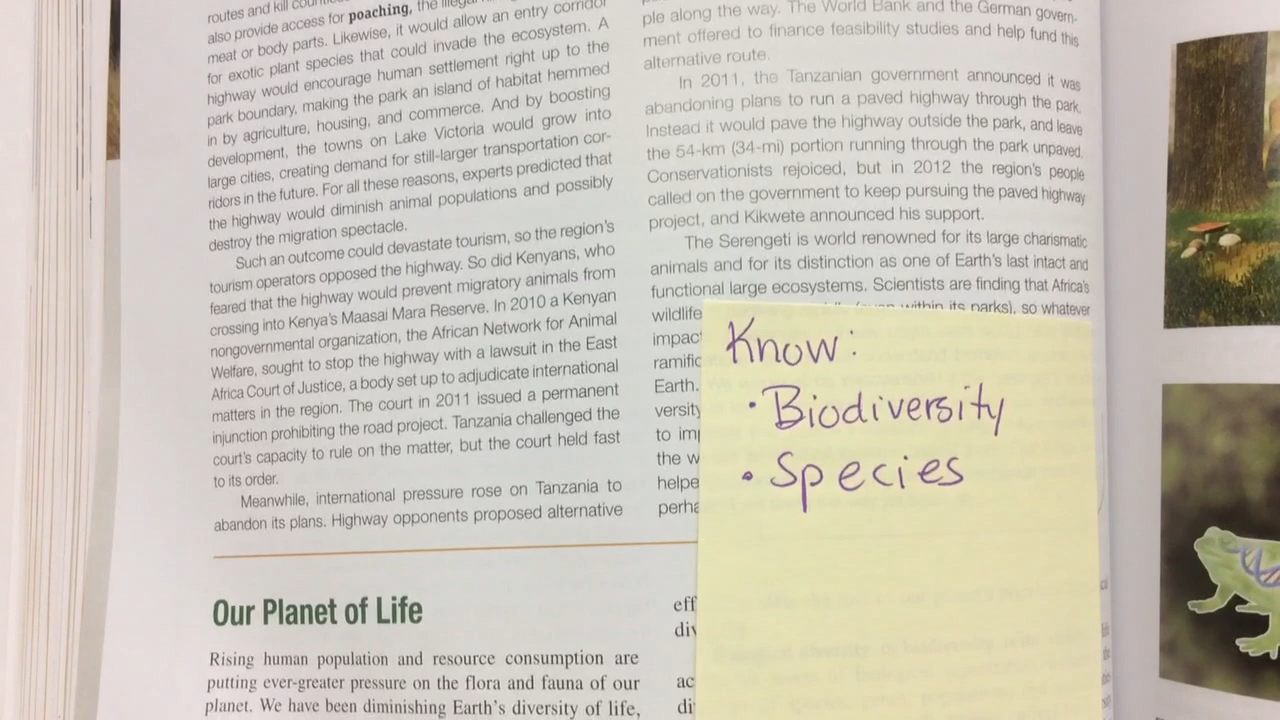 routes and kill
also provide access for poaching, the illegal
meat or body parts. Likewise, it would allow an entry corridor
for exotic plant species that could invade the ecosystem. A
highway would encourage human settlement right up to the
park boundary, making the park an island of habitat hemmed
in by agriculture, housing, and commerce. And by boosting
development, the towns on Lake Victoria would grow into
large cities, creating demand for still-larger transportation cor-
ridors in the future. For all these reasons, experts predicted that
the highway would diminish animal populations and possibly
destroy the migration spectacle.
Such an outcome could devastate tourism, so the region's
tourism operators opposed the highway. So did Kenyans, who
feared that the highway would prevent migratory animals from
crossing into Kenya's Maasai Mara Reserve. In 2010 a Kenyan
nongovernmental organization, the African Network for Animal
Welfare, sought to stop the highway with a lawsuit in the East
Africa Court of Justice, a body set up to adjudicate international
matters in the region. The court in 2011 issued a permanent
injunction prohibiting the road project. Tanzania challenged the
court's capacity to rule on the matter, but the court held fast
to its order.
Meanwhile, international pressure rose on Tanzania to
abandon its plans. Highway opponents proposed alternative
ple along the way. The World Bank and the German govern-
ment offered to finance feasibility studies and help fund this
alternative route.
In 2011, the Tanzanian government announced it was
abandoning plans to run a paved highway through the park.
Instead it would pave the highway outside the park, and leave
the 54-km (34-mi) portion running through the park unpaved.
Conservationists rejoiced, but in 2012 the region's people
called on the government to keep pursuing the paved highway
project, and Kikwete announced his support.
The Serengeti is world renowned for its large charismatic
animals and for its distinction as one of Earth's last intact and
functional large ecosystems. Scientists are finding that Africa's
wildlife within its parks), so whatever
impac
ramific
Earth.
versity
to im
the w
helpe
perha
Know:
• Biodiversity
• Species
Our Planet of Life
Rising human population and resource consumption are
putting ever-greater pressure on the flora and fauna of our
planet. We have been diminishing Earth's diversity of life,
eff
div
ac
di